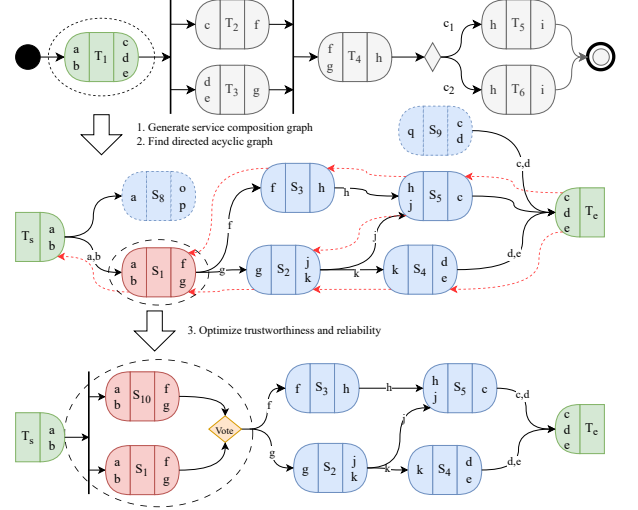 a
b
T1
c
d
e
c
T2
f
d
e
T3
g
f
g
T4
h
c1
c2
h
T5
i
h
T6
i
1. Generate service composition graph
2. Find directed acyclic graph
q
S9
c
d
c,d
a
S8
o
p
f
S3
h
h
h
j
S5
c
Ts
a
b
a,b
a
b
S1
f
g
f
g
g
S2
j
k
j
k
k
S4
d
e
d,e
c
d
e
Te
3. Optimize trustworthiness and reliability
Ts
a
b
a
b
S10
f
g
a
b
S1
f
g
Vote
f
g
f
S3
h
h
h
j
S5
c
c,d
g
S2
j
k
j
k
k
S4
d
e
d,e
c
d
e
Te